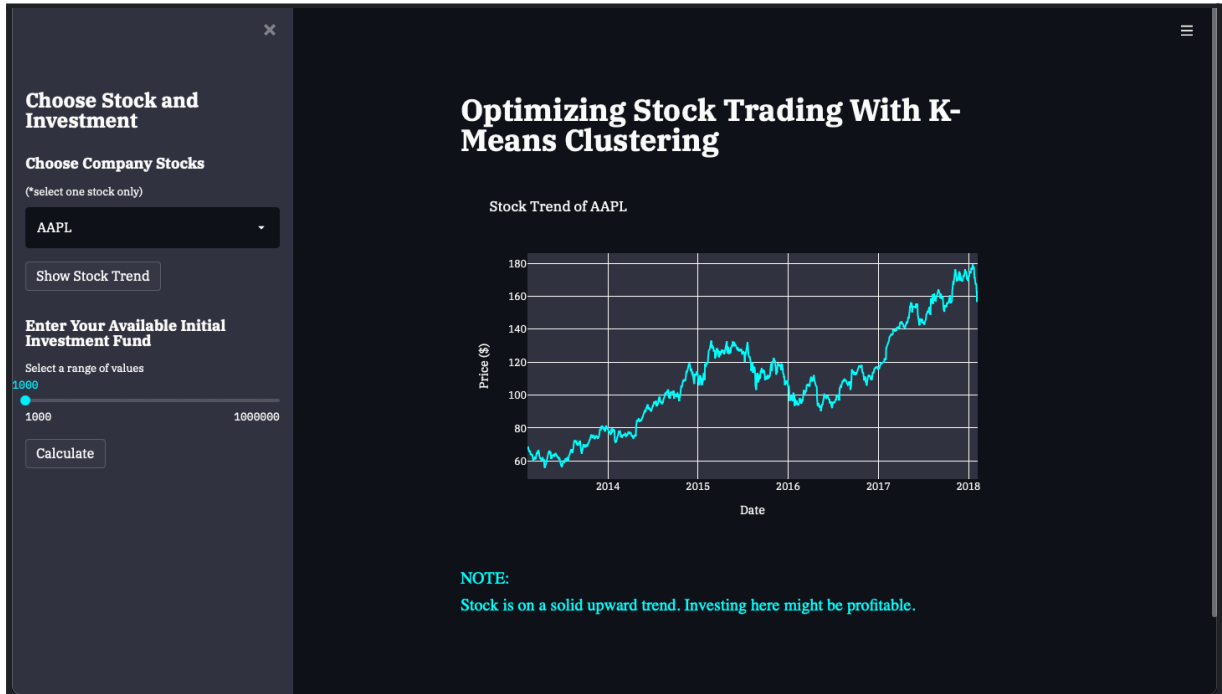 Choose Stock and
Investment
Choose Company Stocks
(*select one stock only)
AAPL
Show Stock Trend
Enter Your Available Initial
Investment Fund
Select a range of values
1000
1000 1000000
Calculate
Optimizing Stock Trading With K-
Means Clustering
Stock Trend of AAPL
Price ($)
180
160
140
120
100
80
60
2014 2015 2016 2017 2018
Date
NOTE:
Stock is on a solid upward trend. Investing here might be profitable.